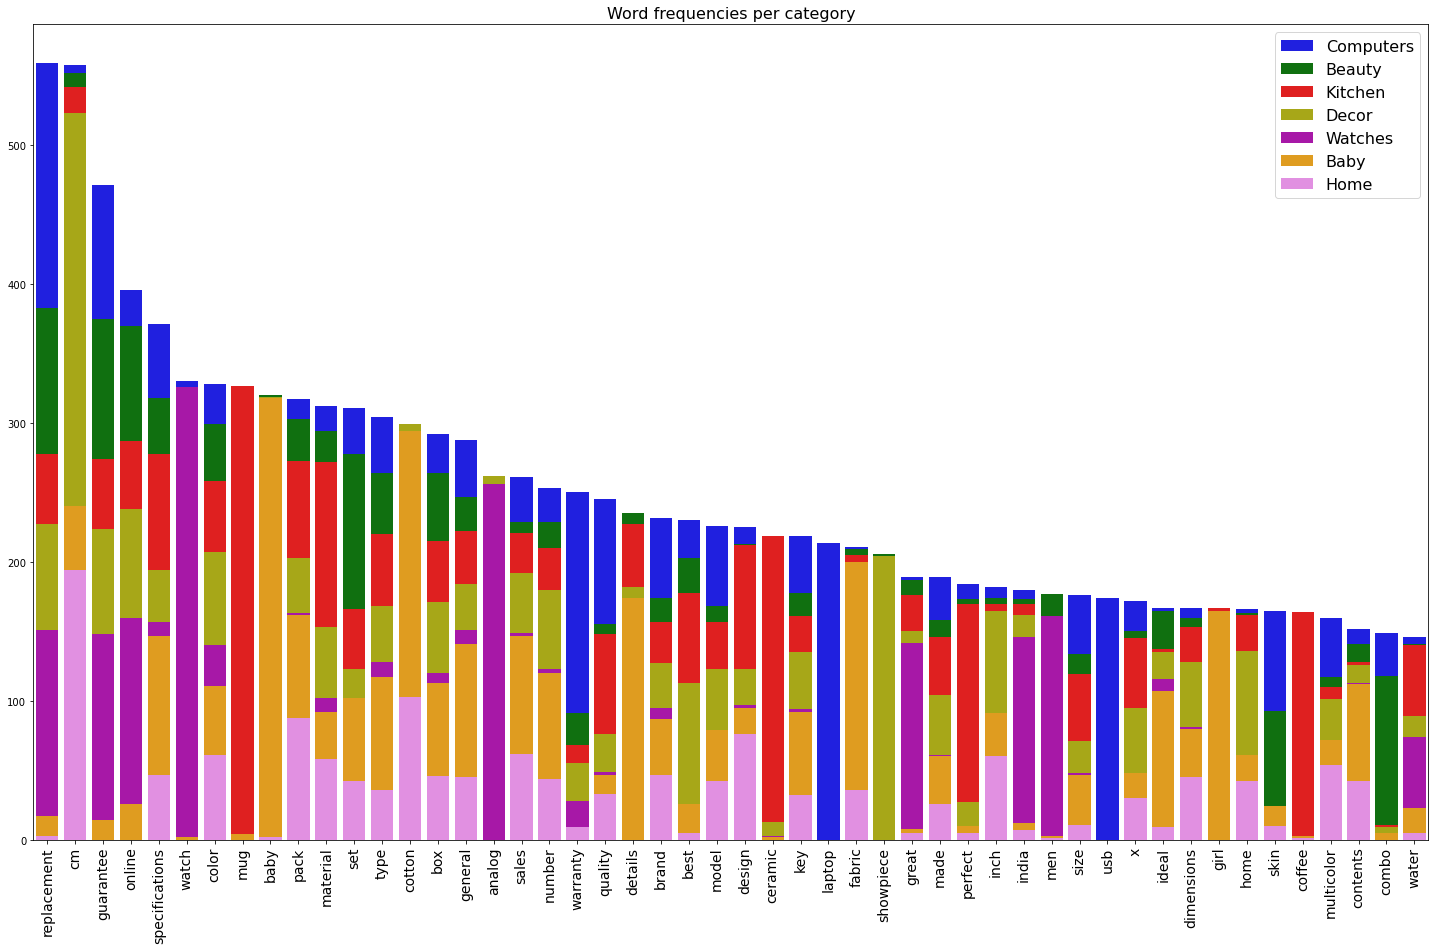 Word frequencies per category
Computers
Beauty
Kitchen
Decor
Watches
Baby
Home
500
400
300
200
100
0
replacement
cm
guarantee
online
specifications
watch
color
mug
baby
pack
material
set
type
cotton
box
general
analog
sales
number
warranty
quality
details
brand
best
model
design
ceramic
key
laptop
fabric
showpiece
great
made
perfect
inch
india
men
size
usb
x
ideal
dimensions
girl
home
skin
coffee
multicolor
contents
combo
water